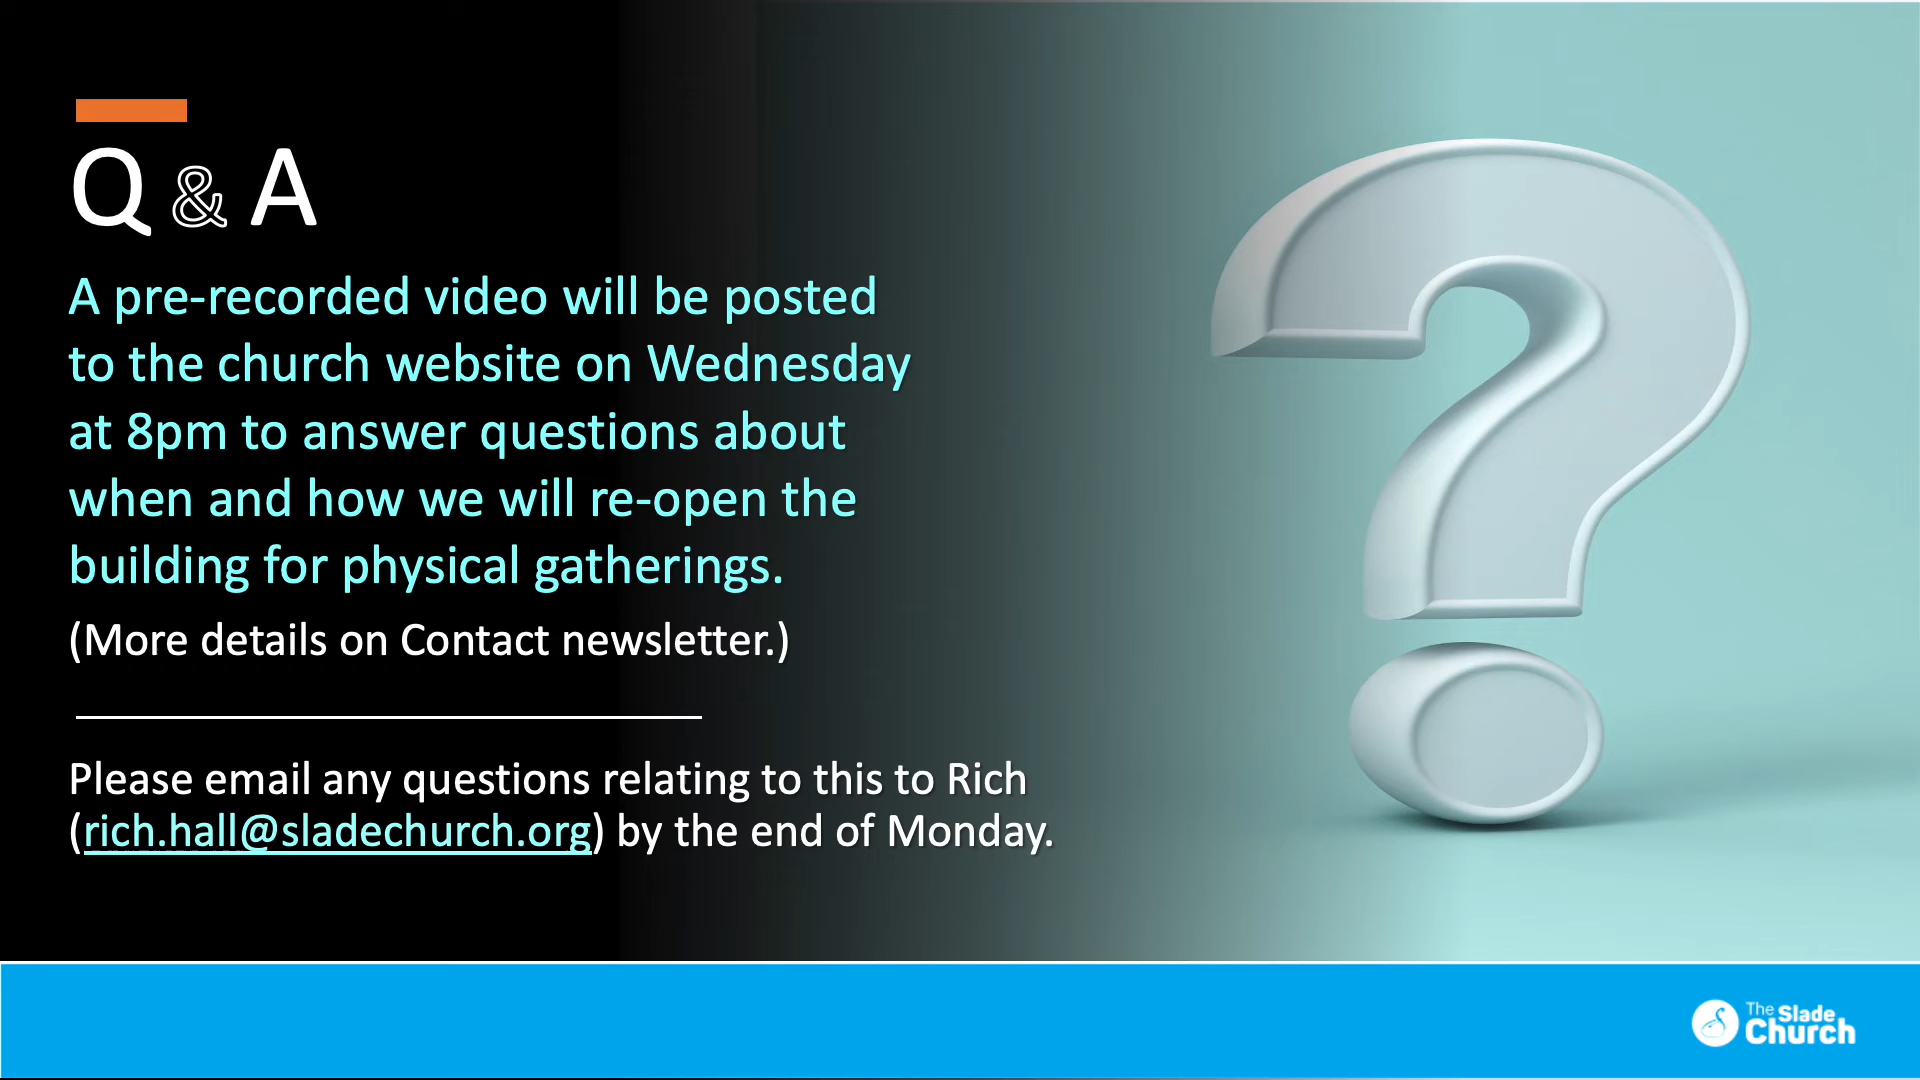 Q & A
A pre-recorded video will be posted
to the church website on Wednesday
at 8pm to answer questions about
when and how we will re-open the
building for physical gatherings.
(More details on Contact newsletter.)
Please email any questions relating to this to Rich
(rich.hall@sladechurch.org) by the end of Monday.
The Slade
Church